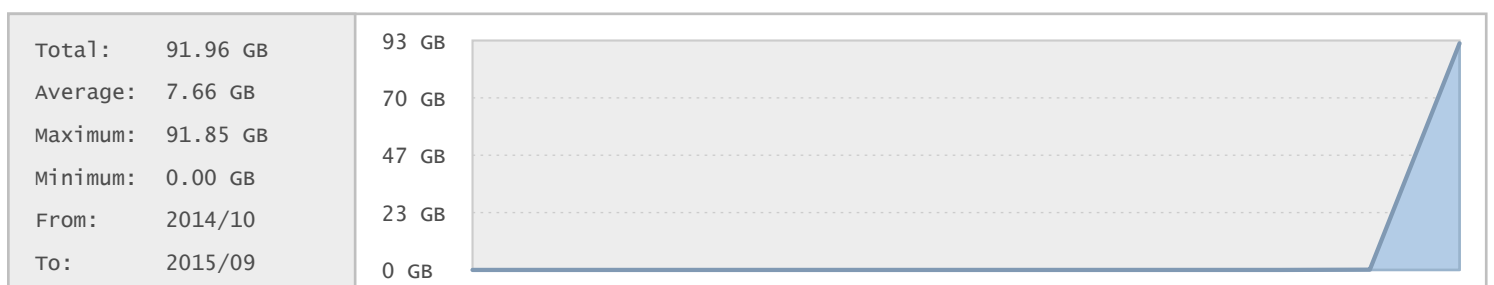 Total: 91.96 GB
Average: 7.66 GB
Maximum: 91.85 GB
Minimum: 0.00 GB
From: 2014/10
To: 2015/09
93 GB
70 GB
47 GB
23 GB
0 GB